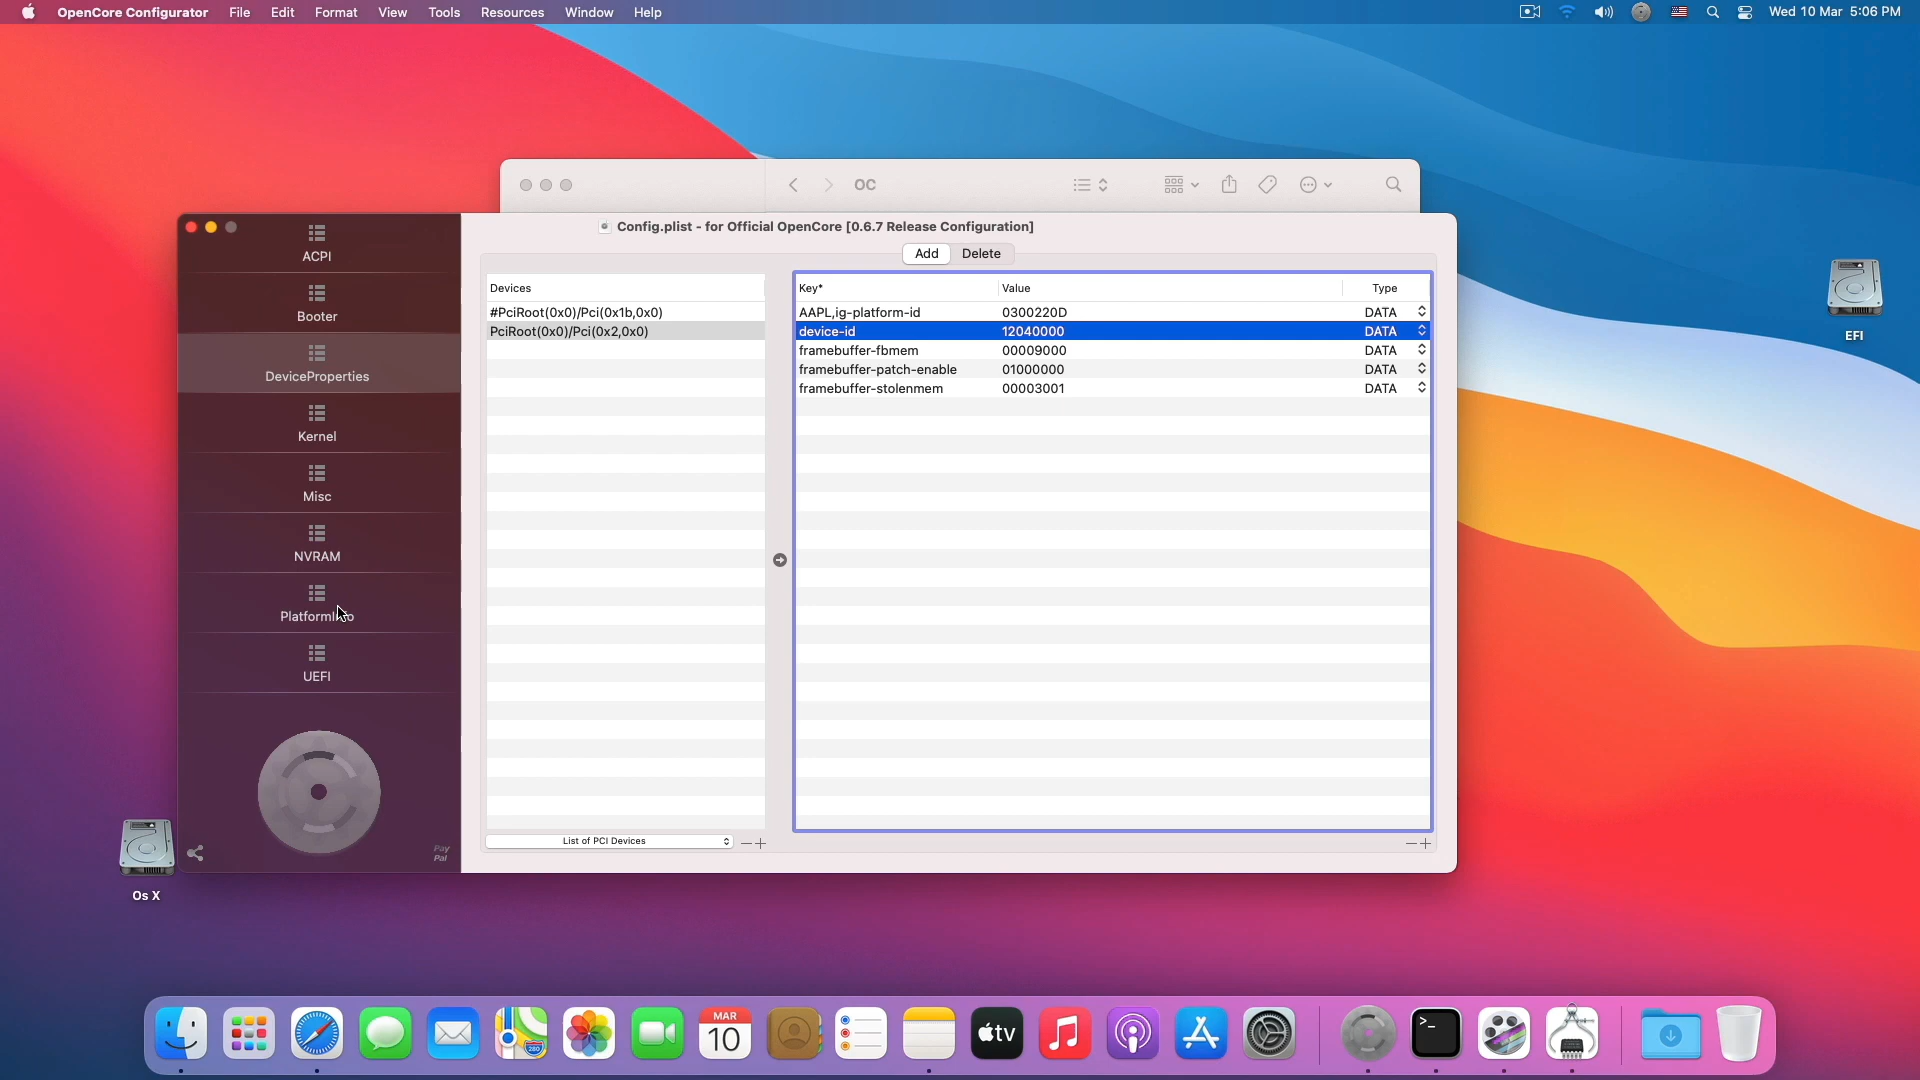 OpenCore Configurator File Edit Format View Tools Resources Window Help Wed 10 Mar 5:06 PM
OC
Config.plist - for Official OpenCore [0.6.7 Release Configuration]
Add Delete
ACPI
Booter
DeviceProperties
Kernel
Misc
NVRAM
UEFI
Pay
Pal
Devices
#PciRoot(0x0)/Pci(0x1b,0x0)
PciRoot(0x0)/Pci(0x2,0x0)
List of PCI Devices
Key* Value Type
AAPL,ig-platform-id 0300220D DATA
device-id 12040000 DATA
framebuffer-fbmem 00009000 DATA
framebuffer-patch-enable 01000000 DATA
framebuffer-stolenmem 00003001 DATA
EFI
Os X
MAR
10
tv
280
>_